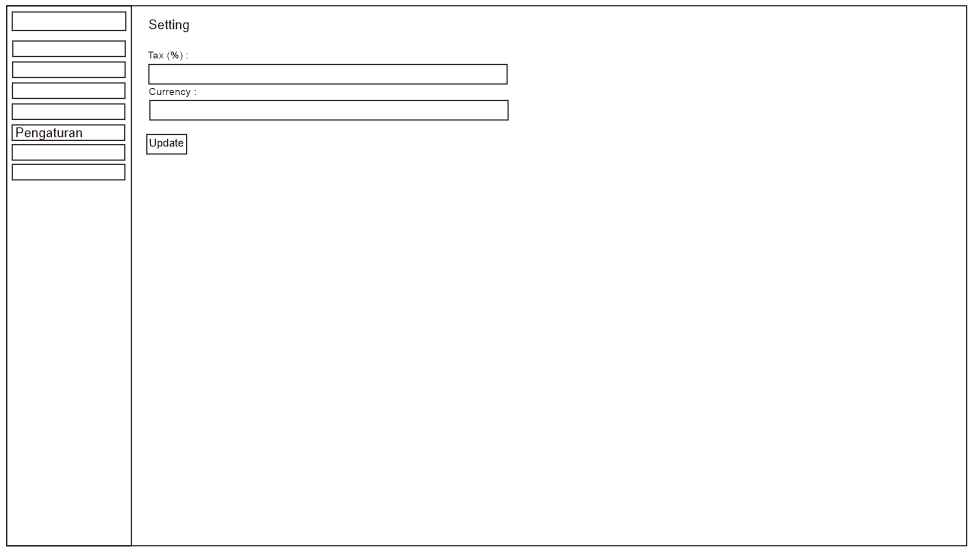 Pengaturan
Setting
Tax (%) :
Currency :
Update